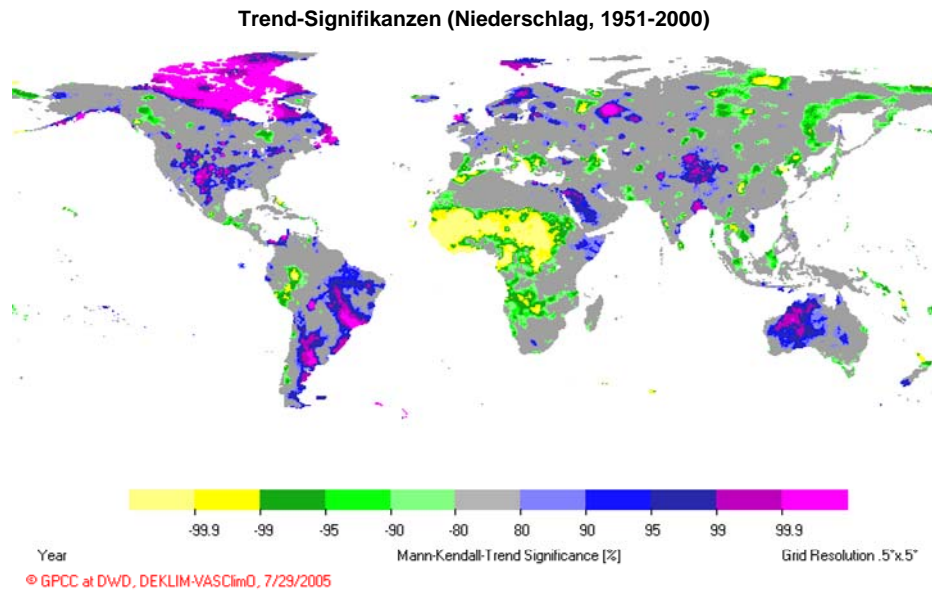 Trend-Signifikanzen (Niederschlag, 1951-2000)
-99.9 -99 -95 -90 -80 80 90 95 99 99.9
Year Mann-Kendall-Trend Significance [%] Grid Resolution .5°x.5°
© GPCC at DWD, DEKLIM-VASClimO, 7/29/2005